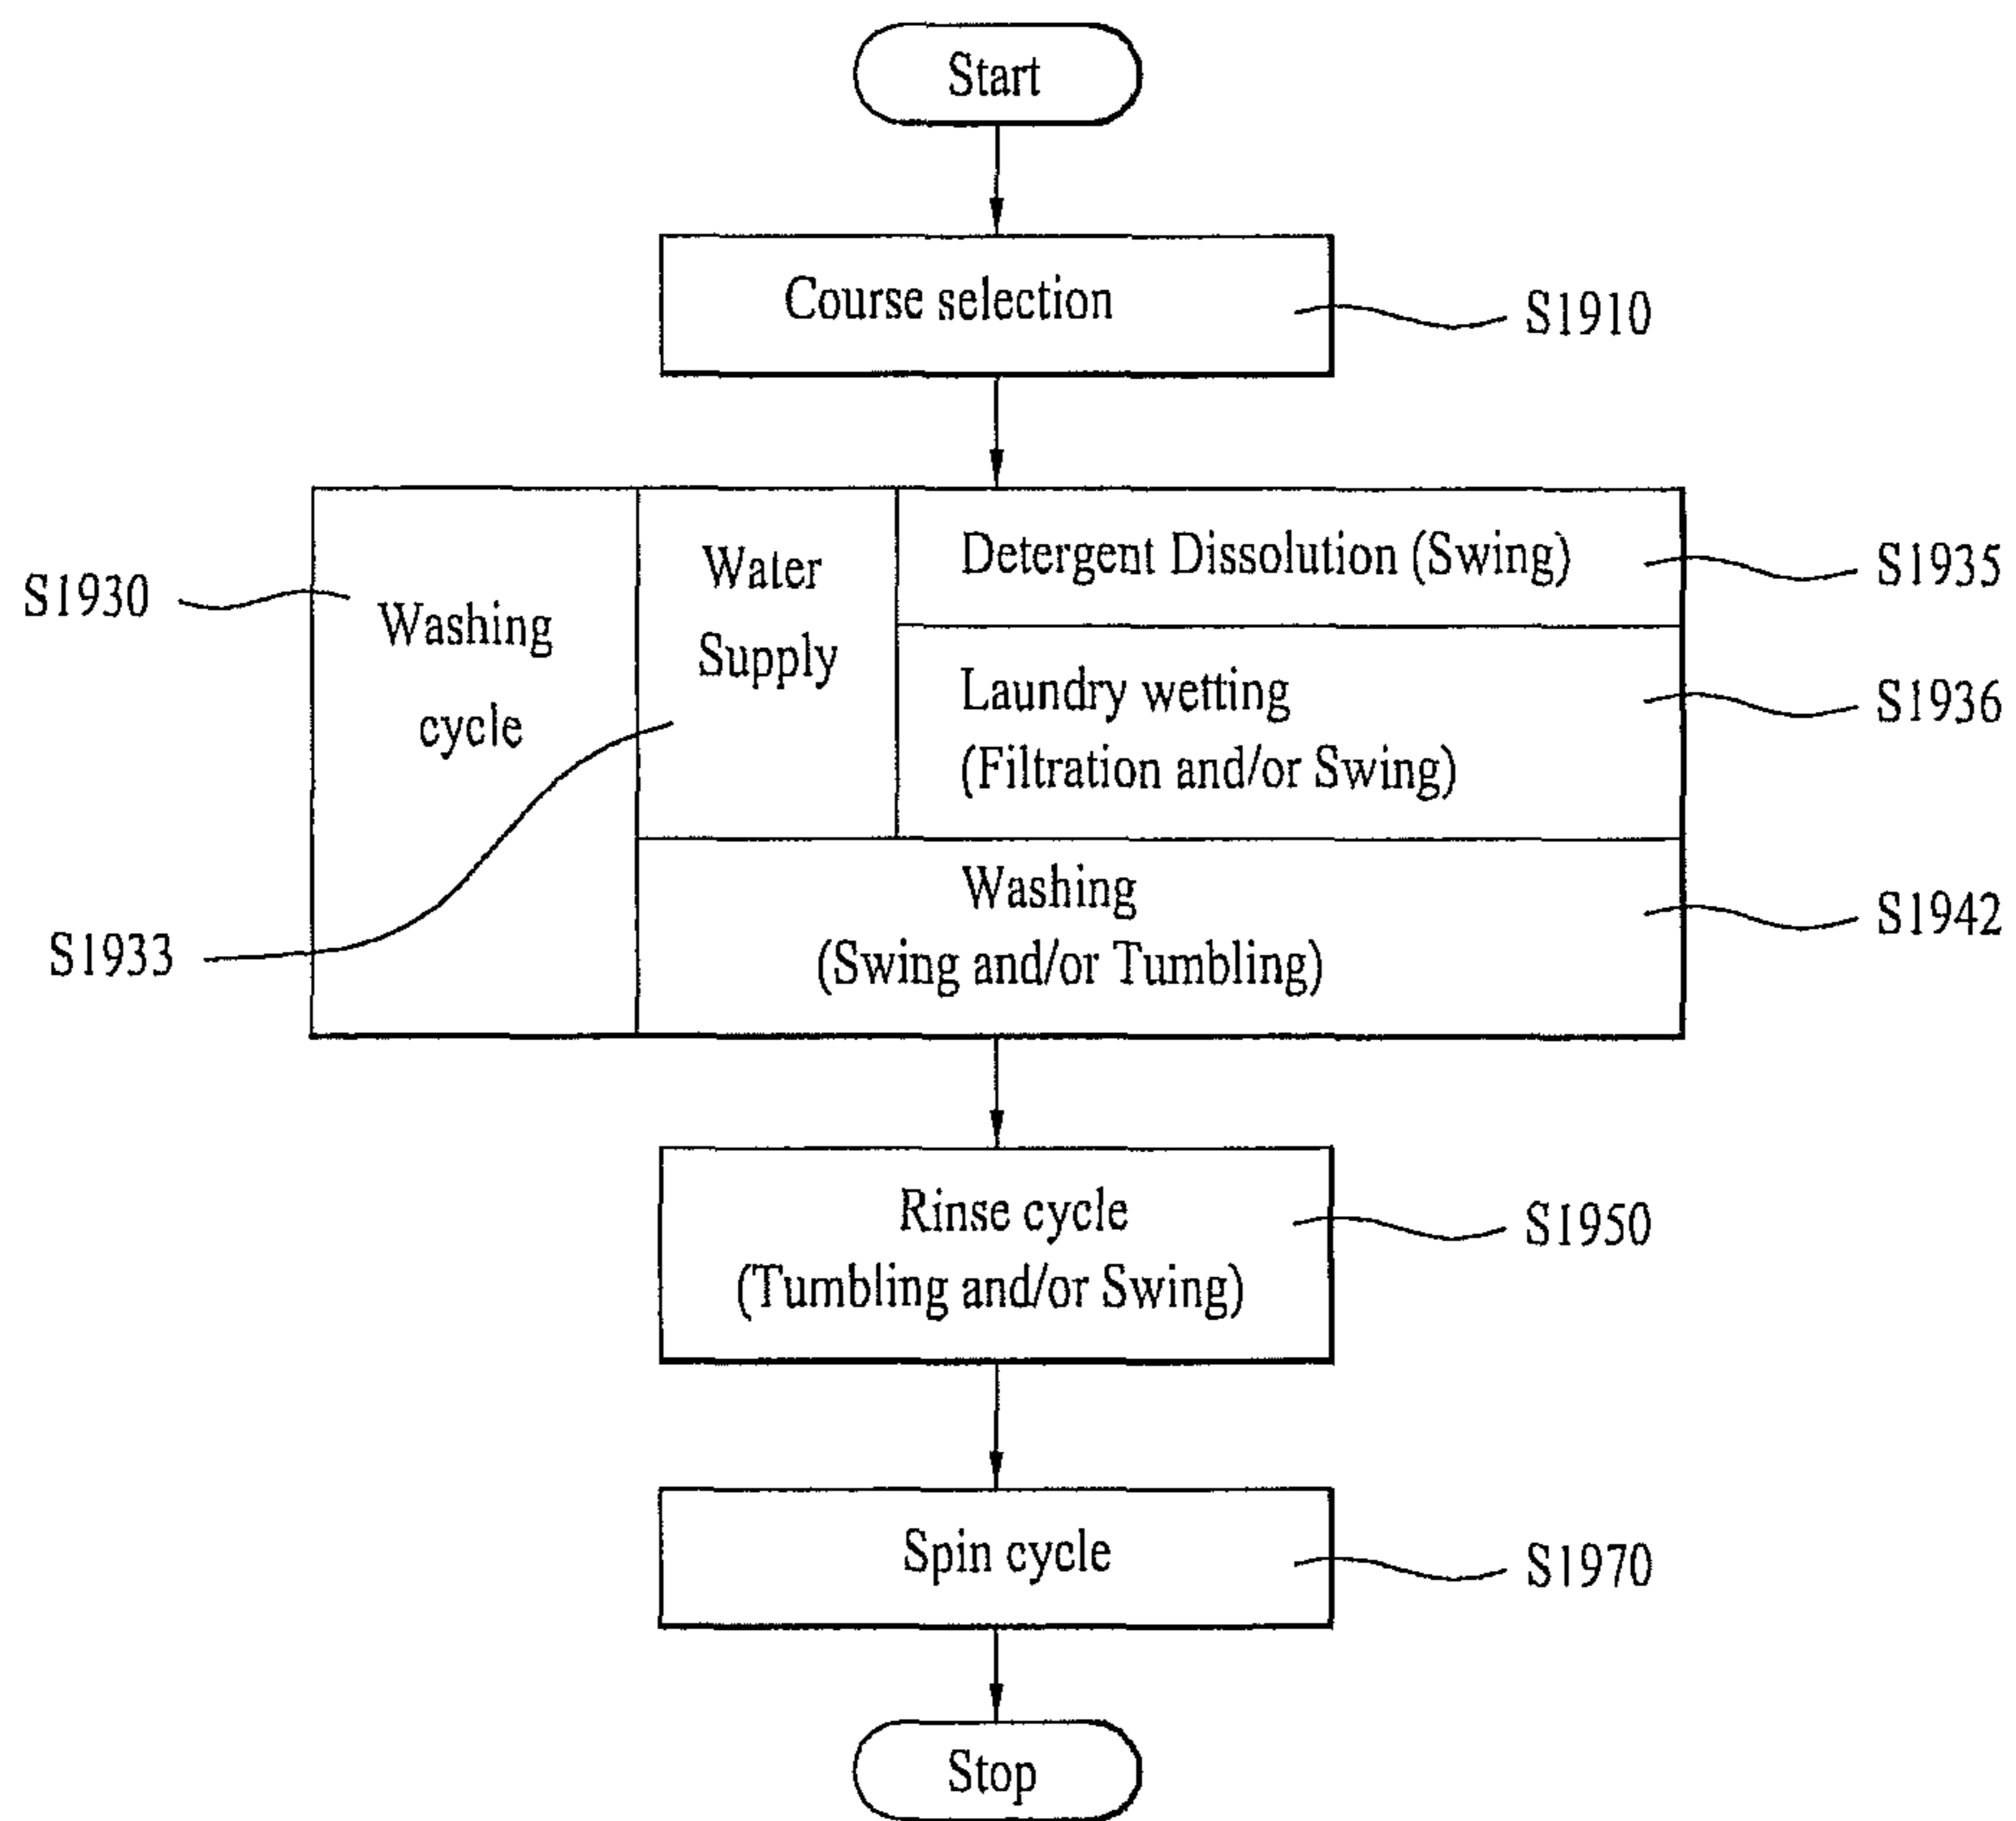 Start
Course selection
S1910
S1930
Washing
cycle
Water
Supply
S1933
Detergent Dissolution (Swing)
S1935
Laundry wetting
(Filtration and/or Swing)
S1936
Washing
(Swing and/or Tumbling)
S1942
Rinse cycle
(Tumbling and/or Swing)
S1950
Spin cycle
S1970
Stop